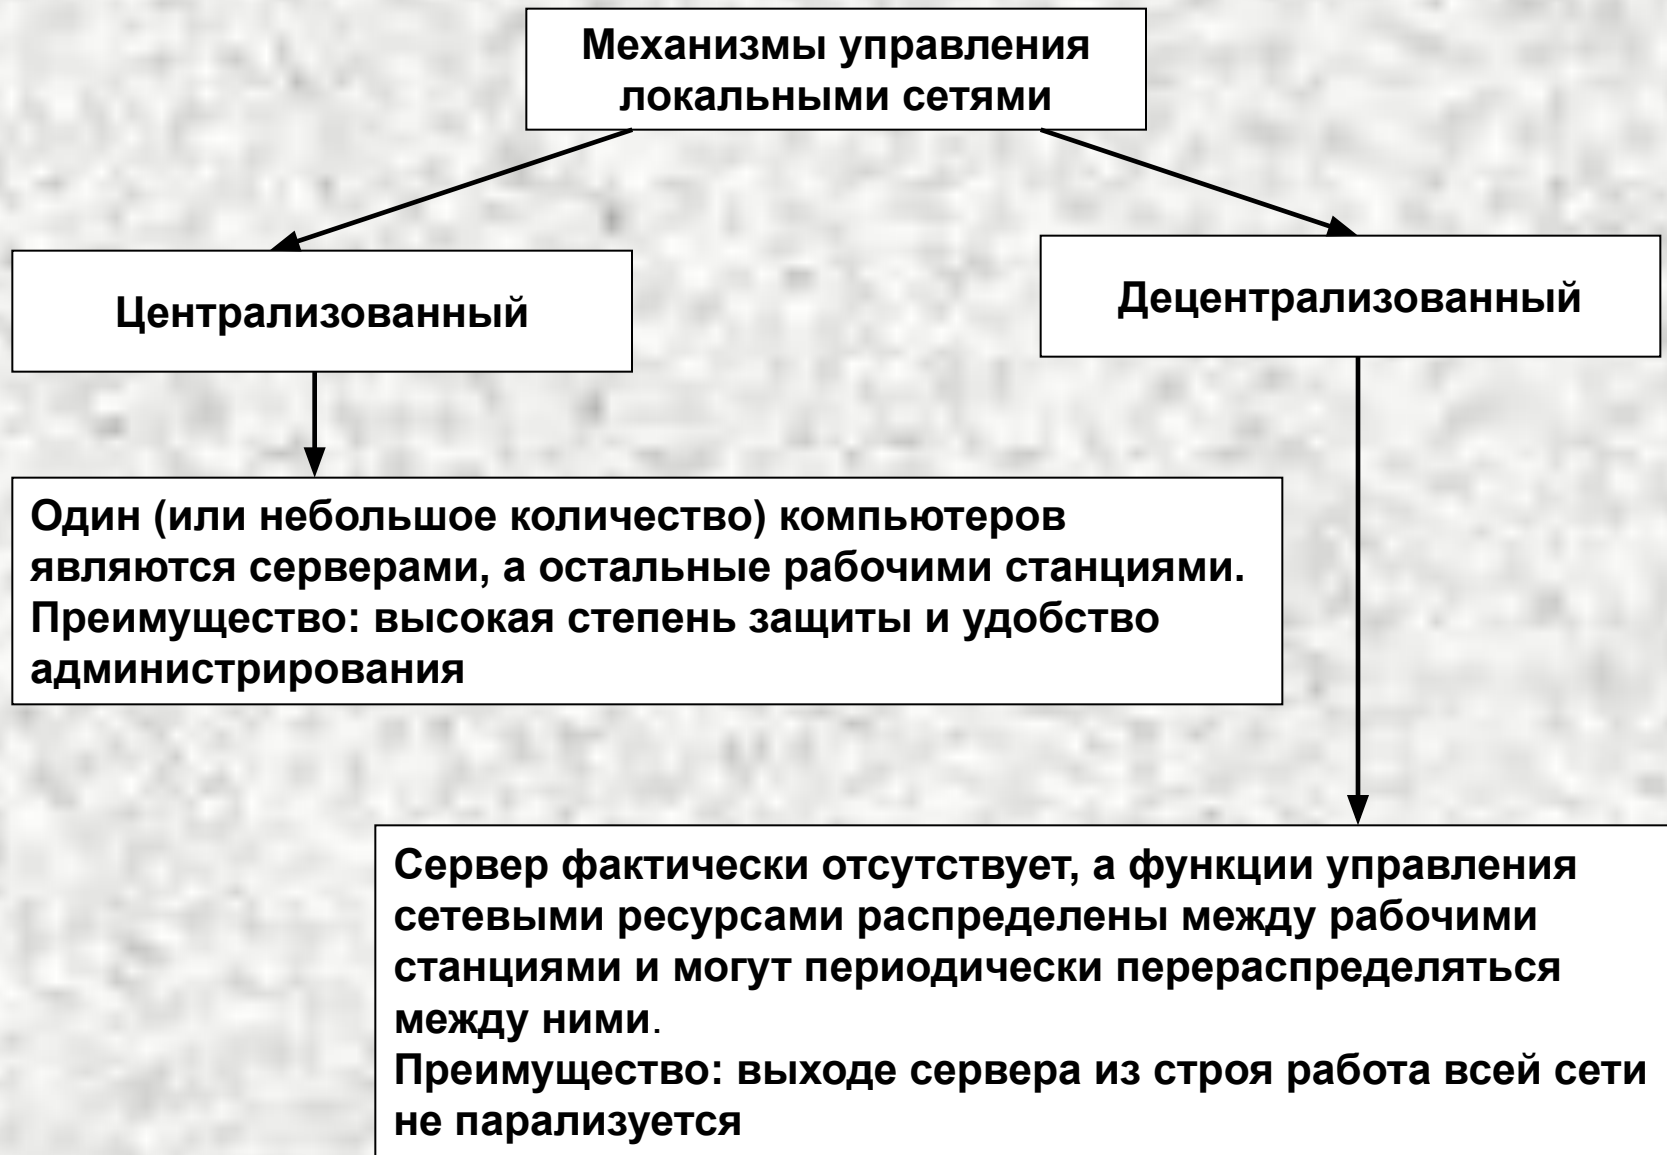 Механизмы управления
локальными сетями
Централизованный
Децентрализованный
Один (или небольшое количество) компьютеров
являются серверами, а остальные рабочими станциями.
Преимущество: высокая степень защиты и удобство
администрирования
Сервер фактически отсутствует, а функции управления
сетевыми ресурсами распределены между рабочими
станциями и могут периодически перераспределяться
между ними.
Преимущество: выходе сервера из строя работа всей сети
не парализуется